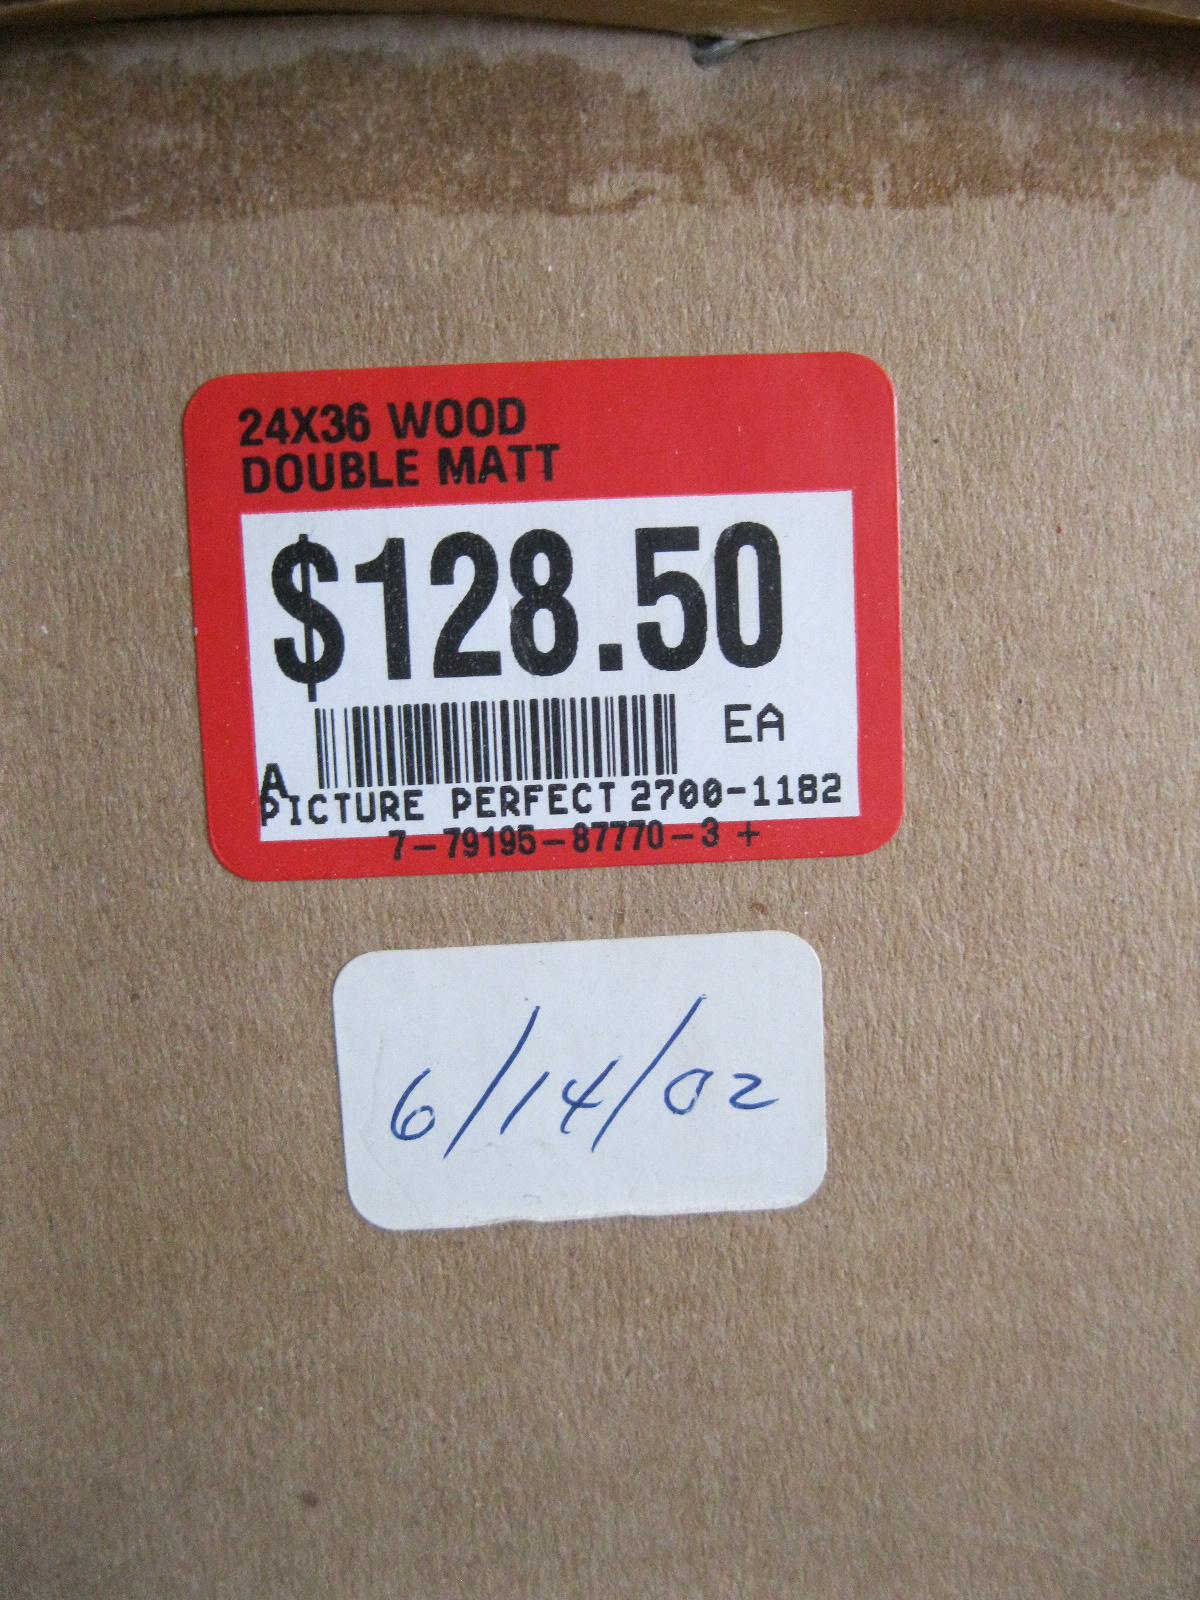 24X36 WOOD
DOUBLE MATT
$128.50
EA
A
PICTURE PERFECT 2700-1182
7-79195-87770-3 +
6/14/02